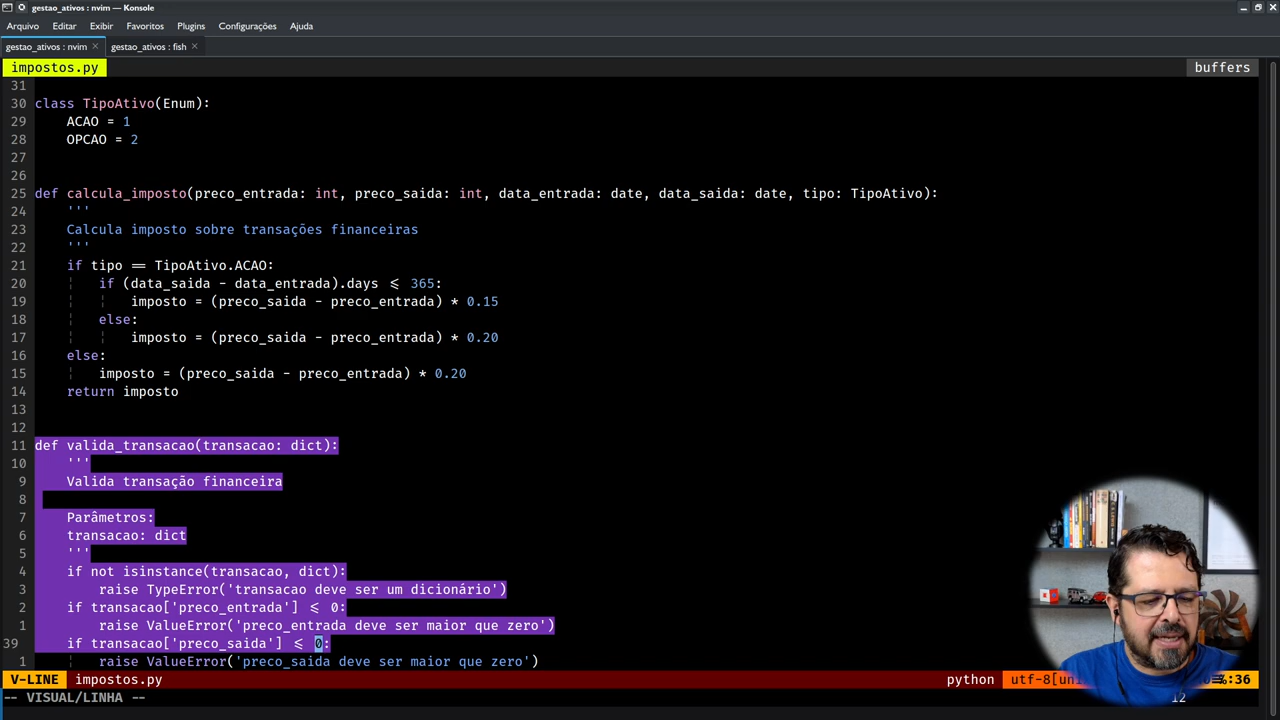 gestao_ativos : nvim — Konsole
Arquivo Editar Exibir Favoritos Plugins Configurações Ajuda
gestao_ativos : nvim × gestao_ativos : fish ×
impostos.py buffers
31
30 class TipoAtivo(Enum):
29 ACAO = 1
28 OPCAO = 2
27
26
25 def calcula_imposto(preco_entrada: int, preco_saida: int, data_entrada: date, data_saida: date, tipo: TipoAtivo):
24 '''
23 Calcula imposto sobre transações financeiras
22 '''
21 if tipo == TipoAtivo.ACAO:
20 if (data_saida - data_entrada).days <= 365:
19 imposto = (preco_saida - preco_entrada) * 0.15
18 else:
17 imposto = (preco_saida - preco_entrada) * 0.20
16 else:
15 imposto = (preco_saida - preco_entrada) * 0.20
14 return imposto
13
12
11 def valida_transacao(transacao: dict):
10 '''
9 Valida transação financeira
8
7 Parâmetros:
6 transacao: dict
5 '''
4 if not isinstance(transacao, dict):
3 raise TypeError('transacao deve ser um dicionário')
2 if transacao['preco_entrada'] <= 0:
1 raise ValueError('preco_entrada deve ser maior que zero')
39 if transacao['preco_saida'] <= 0:
1 raise ValueError('preco_saida deve ser maior que zero')
V-LINE impostos.py python utf-8[uni %:36
-- VISUAL/LINHA -- 12